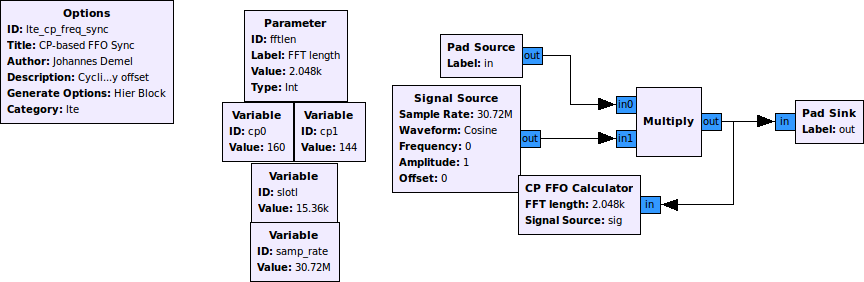 Options
ID: lte_cp_freq_sync
Title: CP-based FFO Sync
Author: Johannes Demel
Description: Cycli...y offset
Generate Options: Hier Block
Category: lte
Parameter
ID: fftlen
Label: FFT length
Value: 2.048k
Type: Int
Variable
ID: cp0
Value: 160
Variable
ID: cp1
Value: 144
Variable
ID: slotl
Value: 15.36k
Variable
ID: samp_rate
Value: 30.72M
Pad Source
Label: in
out
Signal Source
Sample Rate: 30.72M
Waveform: Cosine
Frequency: 0
Amplitude: 1
Offset: 0
out
in0
in1
Multiply
out
CP FFO Calculator
FFT length: 2.048k
Signal Source: sig
in
in
Pad Sink
Label: out